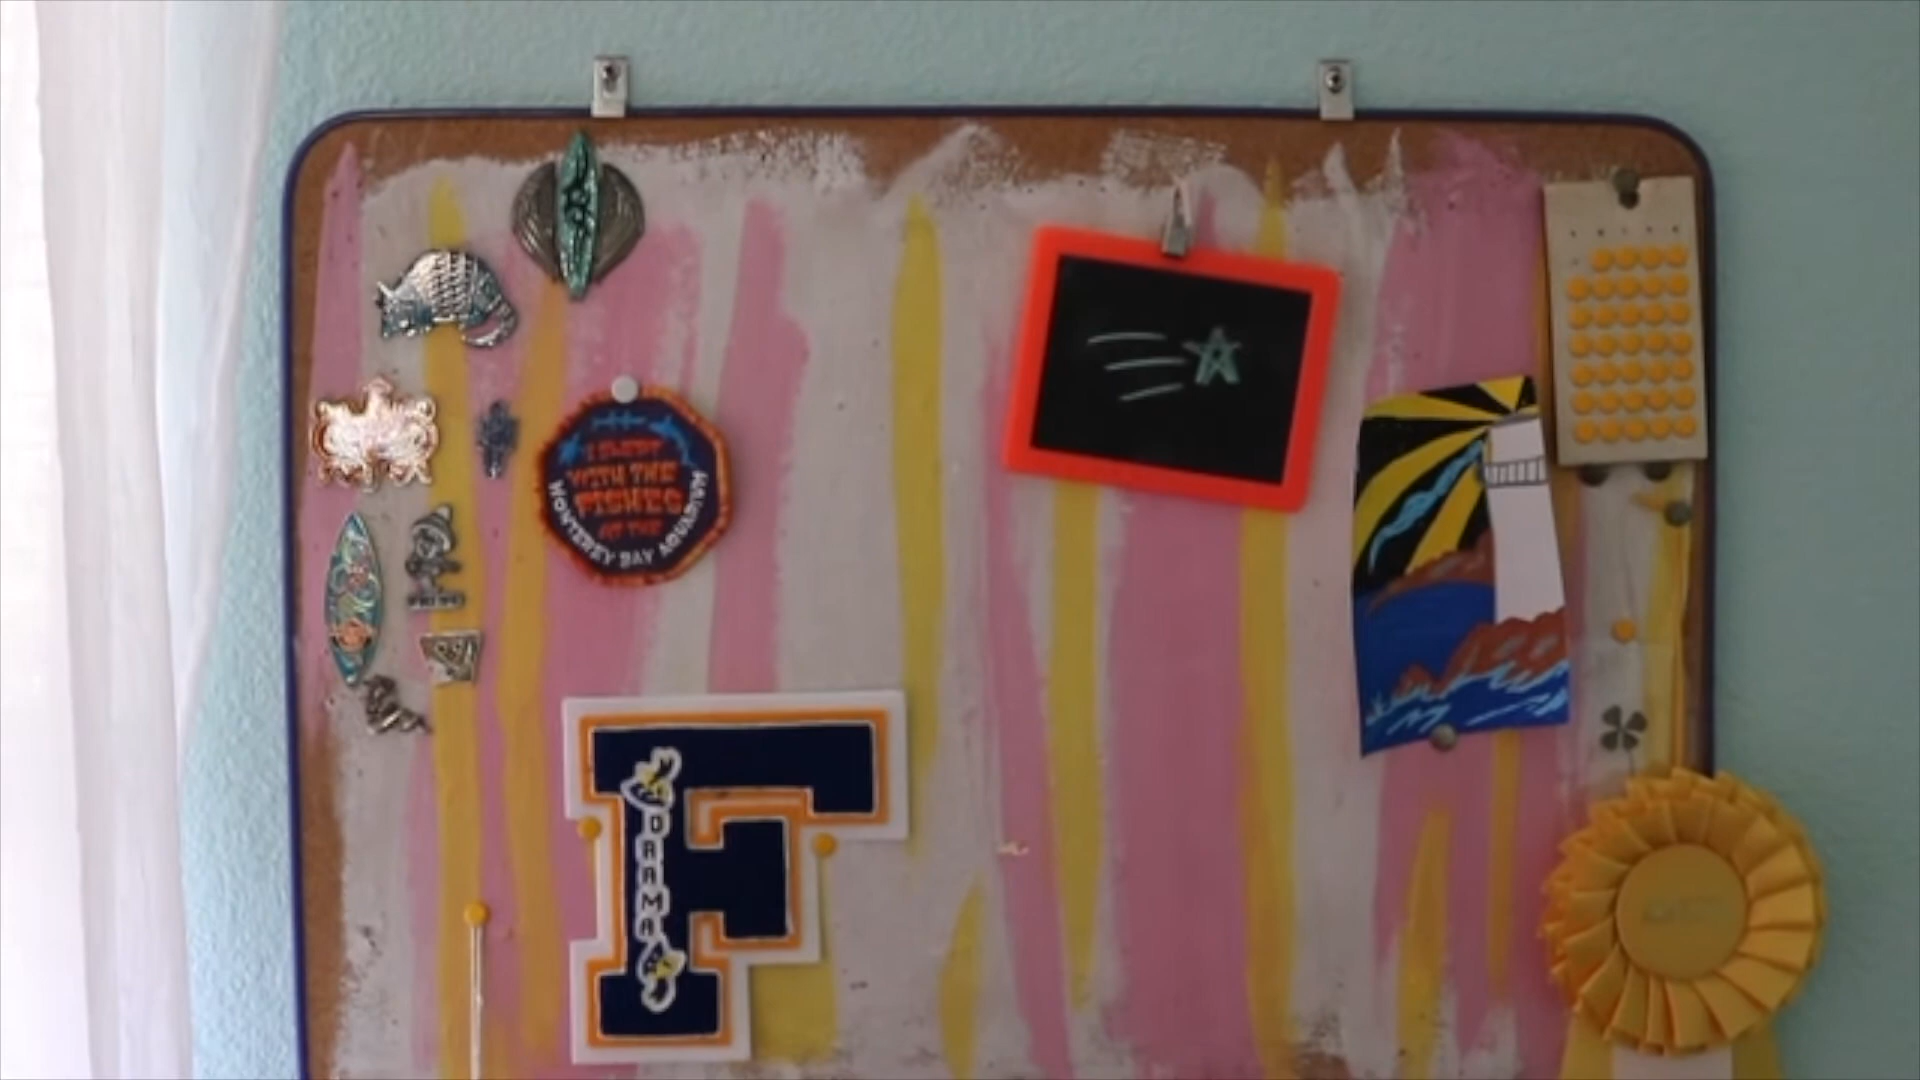 I SLEPT
WITH THE
FISHES
AT THE
MONTEREY BAY AQUARIUM
F
DRAMA